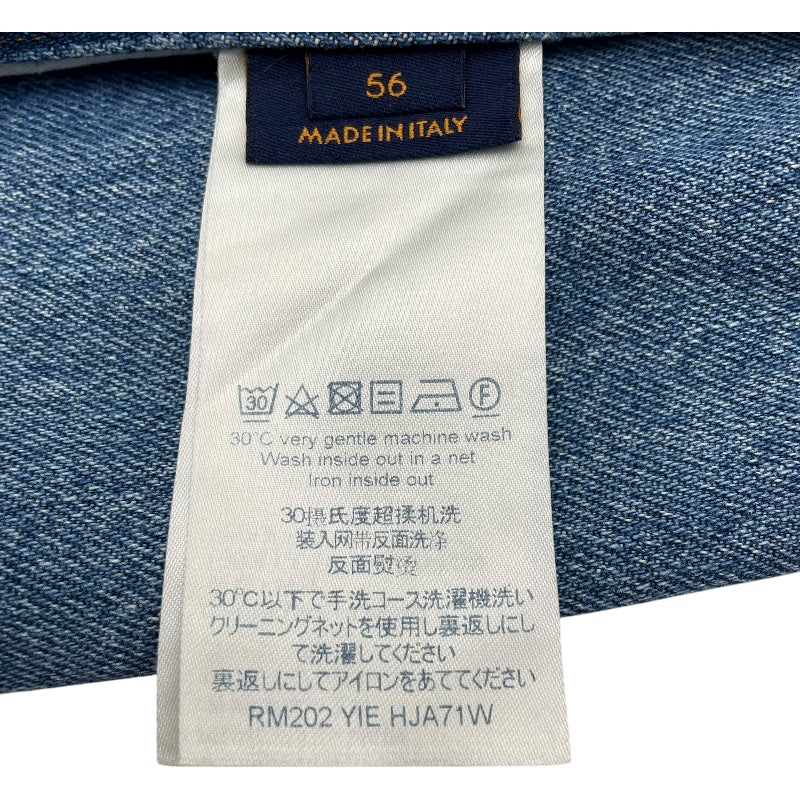 56
MADE IN ITALY
30 F
30°C very gentle machine wash
Wash inside out in a net
Iron inside out
30摄氏度超揉机洗
装入网带反面洗涤
反面熨烫
30℃以下で手洗コース洗濯機洗い
クリーニングネットを使用し裏返しにし
て洗濯してください
裏返しにしてアイロンをあててください
RM202 YIE HJA71W